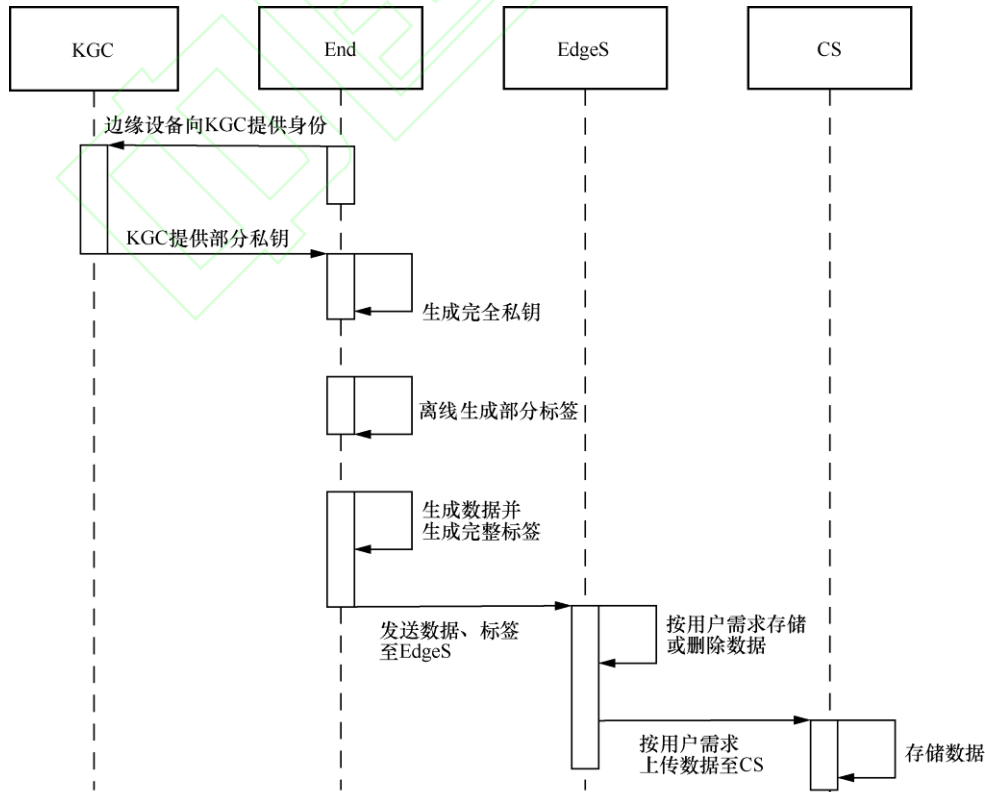 KGC
End
EdgeS
CS
边缘设备向KGC提供身份
KGC提供部分私钥
生成完全私钥
离线生成部分标签
生成数据并
生成完整标签
发送数据、标签
至EdgeS
按用户需求存储
或删除数据
按用户需求
上传数据至CS
存储数据